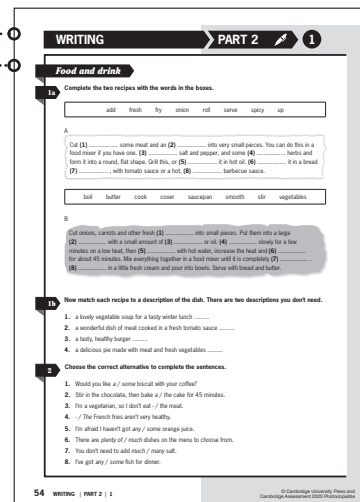 WRITING PART 2 1
Food and drink
1a Complete the two recipes with the words in the boxes.
add fresh fry onion roll serve spicy up
A
Cut (1) .................. some meat and an (2) .................. into very small pieces. You can do this in a
food mixer if you have one. (3) .................. salt and pepper, and some (4) .................. herbs and
form it into a round, flat shape. Grill this, or (5) .................. it in hot oil. (6) .................. it in a bread
(7) .................. , with tomato sauce or a hot, (8) .................. barbecue sauce.
boil butter cook cover saucepan smooth stir vegetables
B
Cut onions, carrots and other fresh (1) .................. into small pieces. Put them into a large
(2) .................. with a small amount of (3) .................. or oil. (4) .................. slowly for a few
minutes on a low heat, then (5) .................. with hot water, increase the heat and (6) ..................
for about 45 minutes. Mix everything together in a food mixer until it is completely (7) .................. .
(8) .................. in a little fresh cream and pour into bowls. Serve with bread and butter.
1b Now match each recipe to a description of the dish. There are two descriptions you don't need.
1. a lovely vegetable soup for a tasty winter lunch .........
2. a wonderful dish of meat cooked in a fresh tomato sauce .........
3. a tasty, healthy burger .........
4. a delicious pie made with meat and fresh vegetables .........
2 Choose the correct alternative to complete the sentences.
1. Would you like a / some biscuit with your coffee?
2. Stir in the chocolate, then bake a / the cake for 45 minutes.
3. I'm a vegetarian, so I don't eat - / the meat.
4. - / The French fries aren't very healthy.
5. I'm afraid I haven't got any / some orange juice.
6. There are plenty of / much dishes on the menu to choose from.
7. You don't need to add much / many salt.
8. I've got any / some fish for dinner.
54 WRITING | PART 2 | 1
© Cambridge University Press and
Cambridge Assessment 2020 Photocopiable